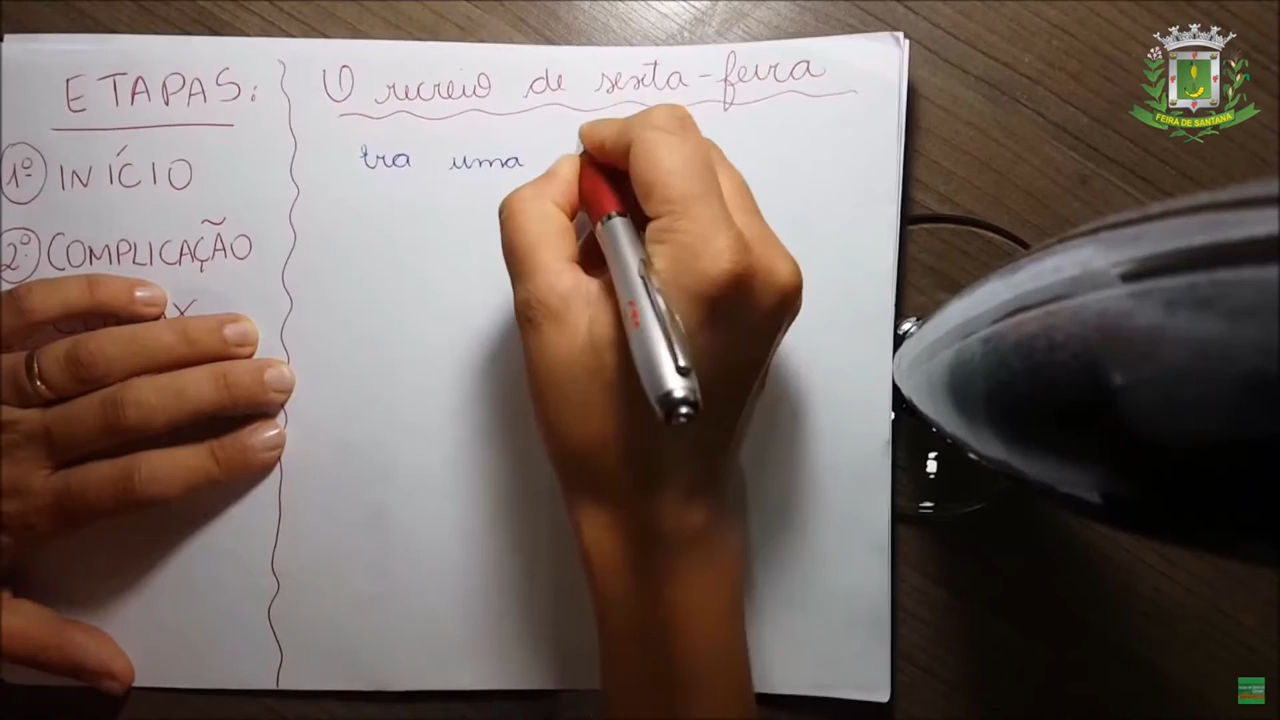 ETAPAS:
1º INÍCIO
2º COMPLICAÇÃO
O recreio de sexta-feira
Era uma
FEIRA DE SANTANA